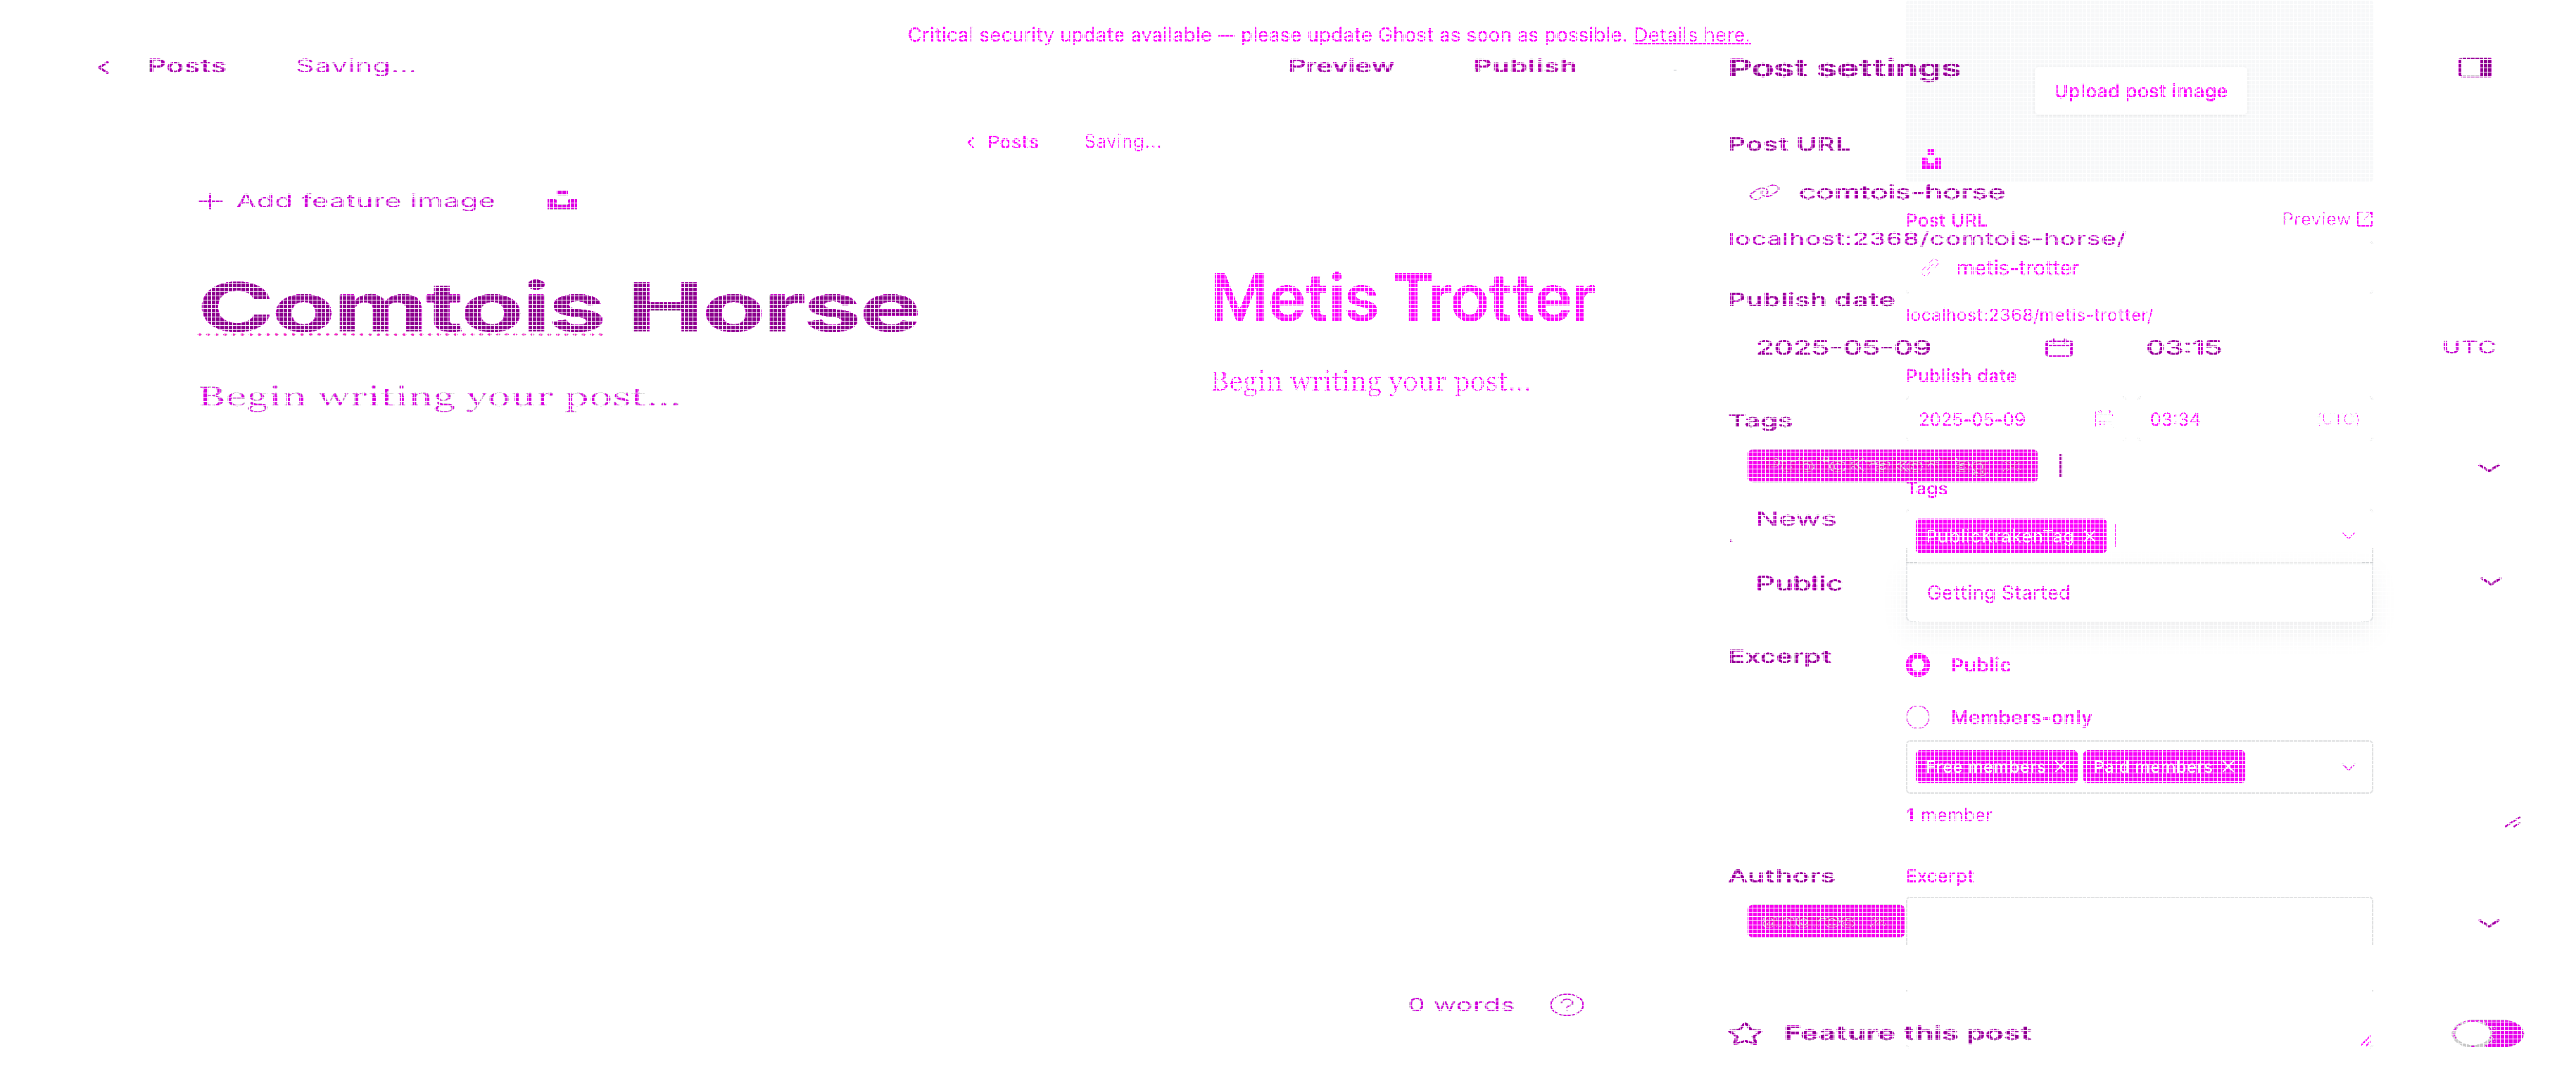 Critical security update available — please update Ghost as soon as possible. Details here.
Posts
Saving...
Preview
Publish
Post settings
Upload post image
Posts
Saving...
Post URL
Add feature image
comtois-horse
Post URL
Preview
localhost:2368/comtois-horse/
metis-trotter
Comtois Horse
Metis Trotter
Publish date
localhost:2368/metis-trotter/
2025-05-09
03:15
UTC
Publish date
Begin writing your post...
Begin writing your post...
Tags
2025-05-09
03:34
(UTC)
Tags
News
PublicKrakenTag ×
Public
Getting Started
Excerpt
Public
Members-only
Free members ×
Paid members ×
1 member
Authors
Excerpt
0 words
?
Feature this post